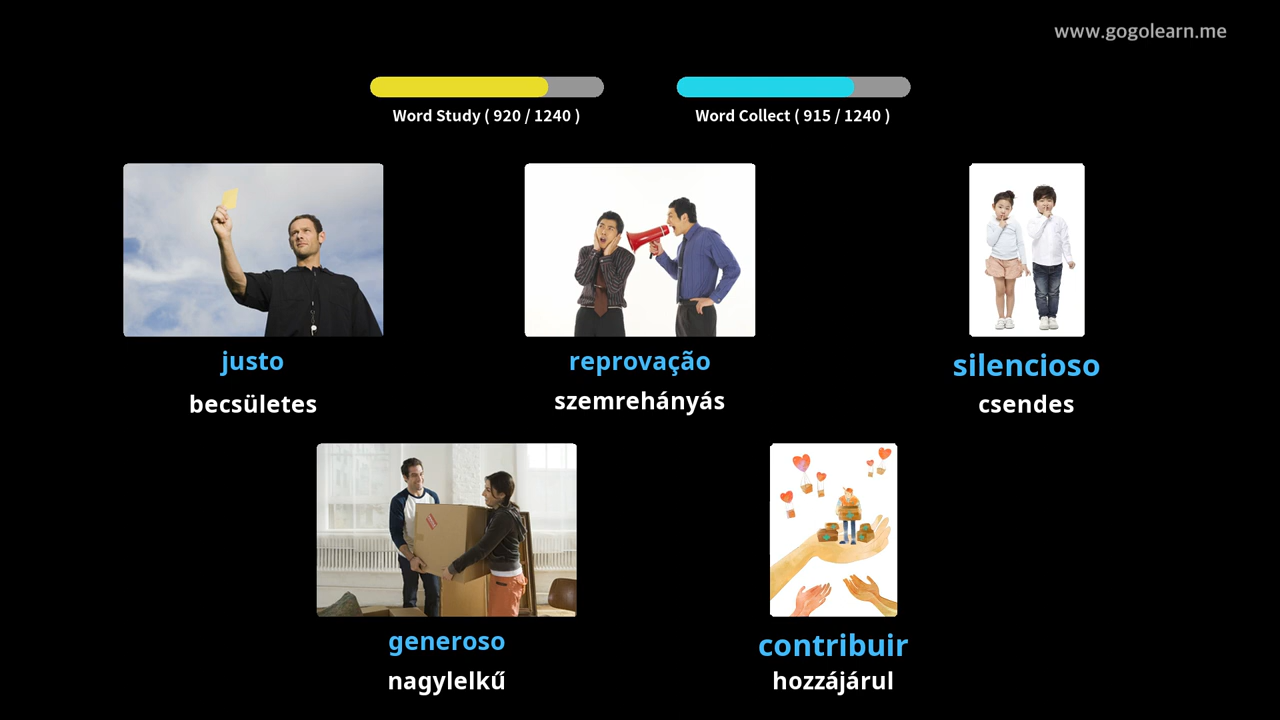 www.gogolearn.me
Word Study ( 920 / 1240 )
Word Collect ( 915 / 1240 )
justo
becsületes
reprovação
szemrehányás
silencioso
csendes
generoso
nagylelkű
contribuir
hozzájárul